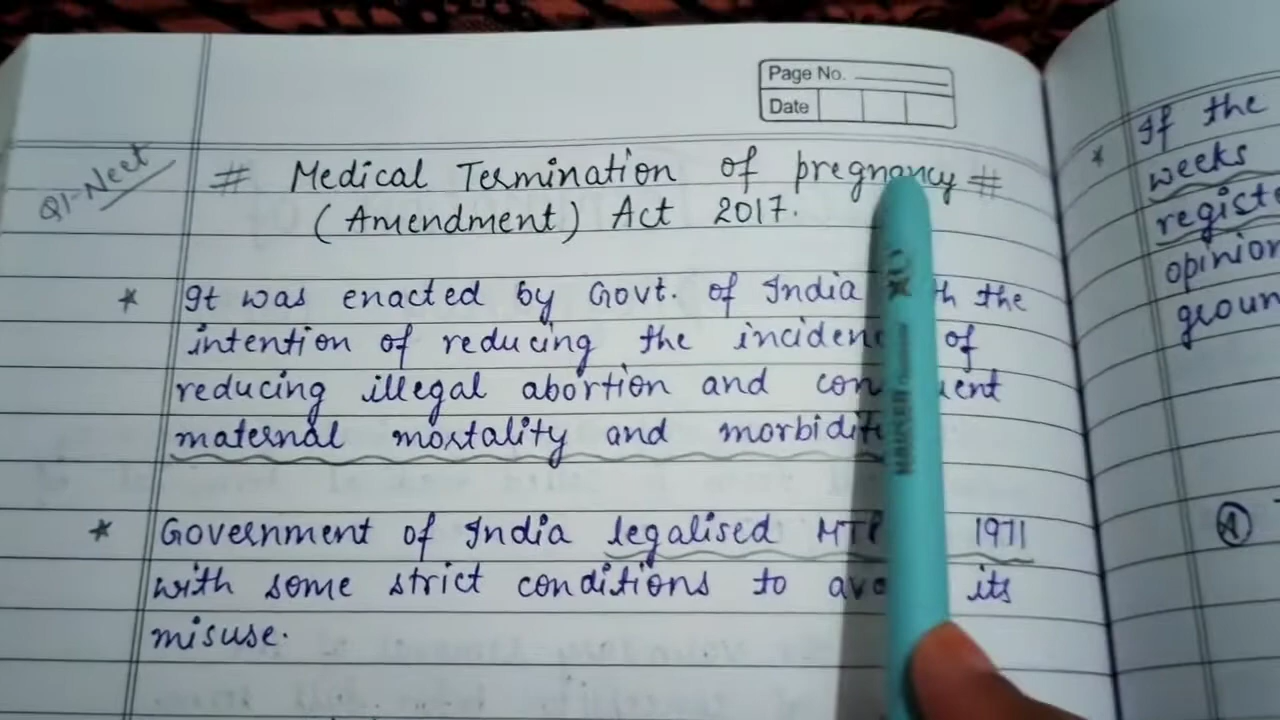 Page No.
Date
Q1-Neet
# Medical Termination of pregnancy #
(Amendment) Act 2017.
* It was enacted by Govt. of India the
intention of reducing the of
reducing illegal abortion and
maternal mortality and
* Government of India legalised 1971
with some strict conditions to its
misuse.
* If the
weeks
opinion